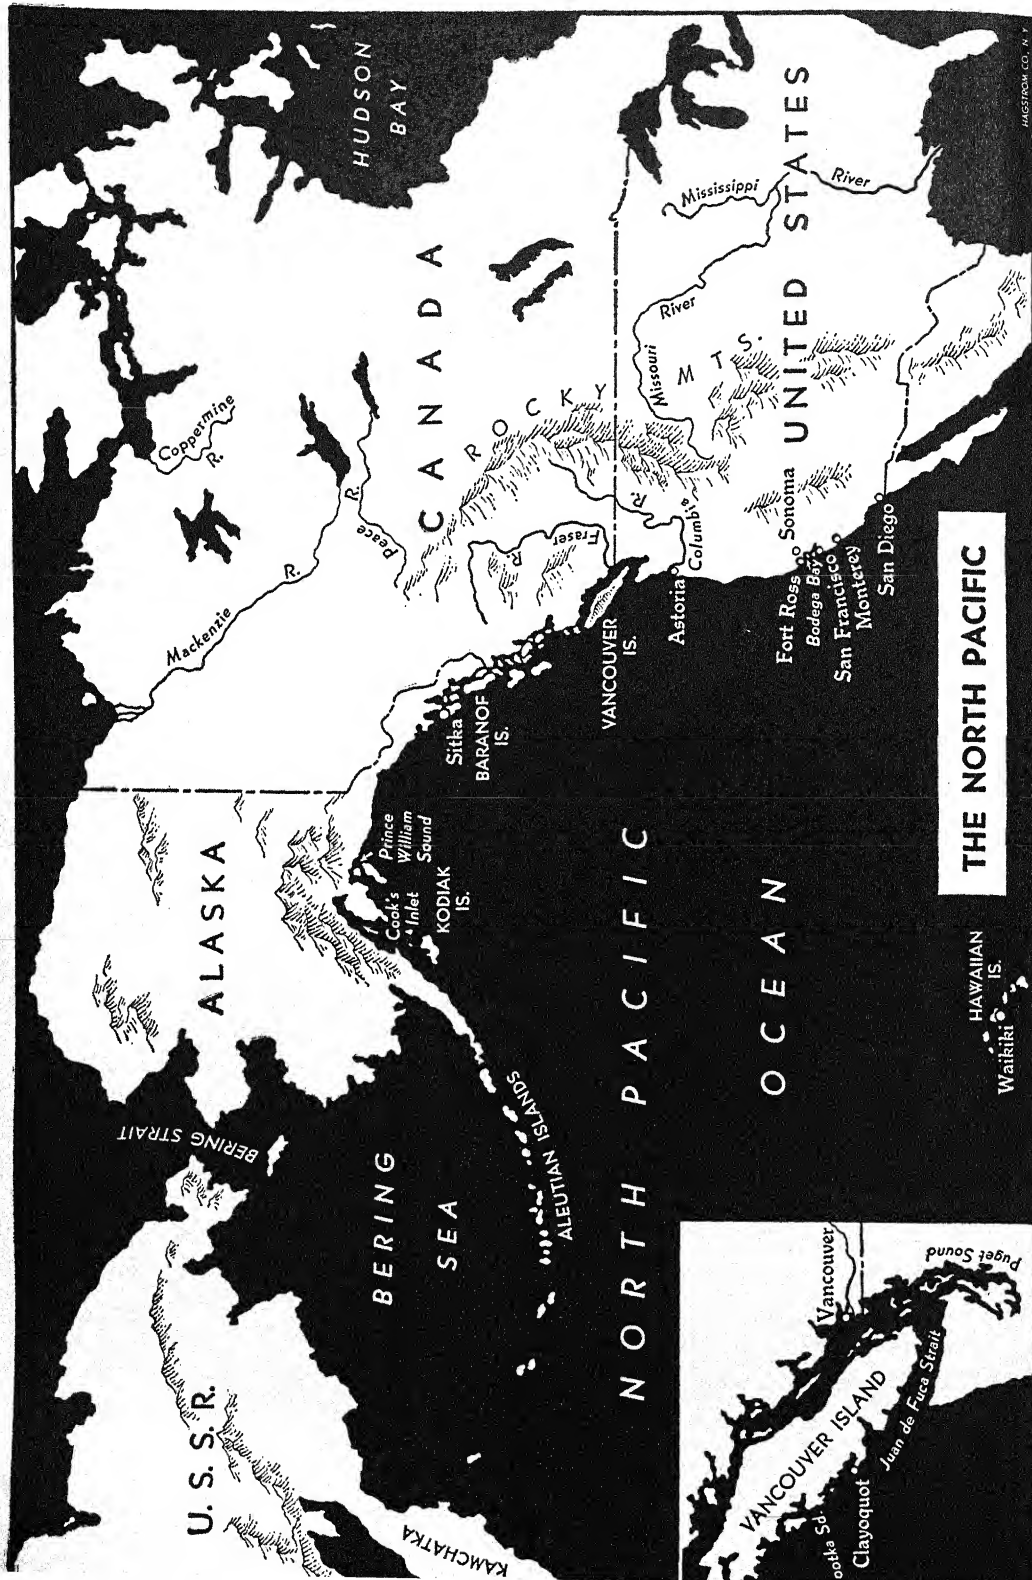 THE NORTH PACIFIC
U. S. S. R.
KAMCHATKA
BERING STRAIT
BERING
SEA
ALEUTIAN ISLANDS
ALASKA
Cook's
Inlet
Prince
William
Sound
KODIAK
IS.
Sitka
BARANOF
IS.
Mackenzie
R.
Coppermine
R.
Peace
R.
CANADA
HUDSON
BAY
ROCKY
MTS.
Fraser
R.
Columbia
R.
VANCOUVER
IS.
Astoria
Missouri
River
Mississippi
River
UNITED STATES
Fort Ross
Sonoma
Bodega Bay
San Francisco
Monterey
San Diego
NORTH PACIFIC
OCEAN
HAWAIIAN
IS.
Waikiki
Vancouver
Puget Sound
VANCOUVER ISLAND
Juan de Fuca Strait
ootka Sd.
Clayoquot
HAGSTROM CO., N.Y.